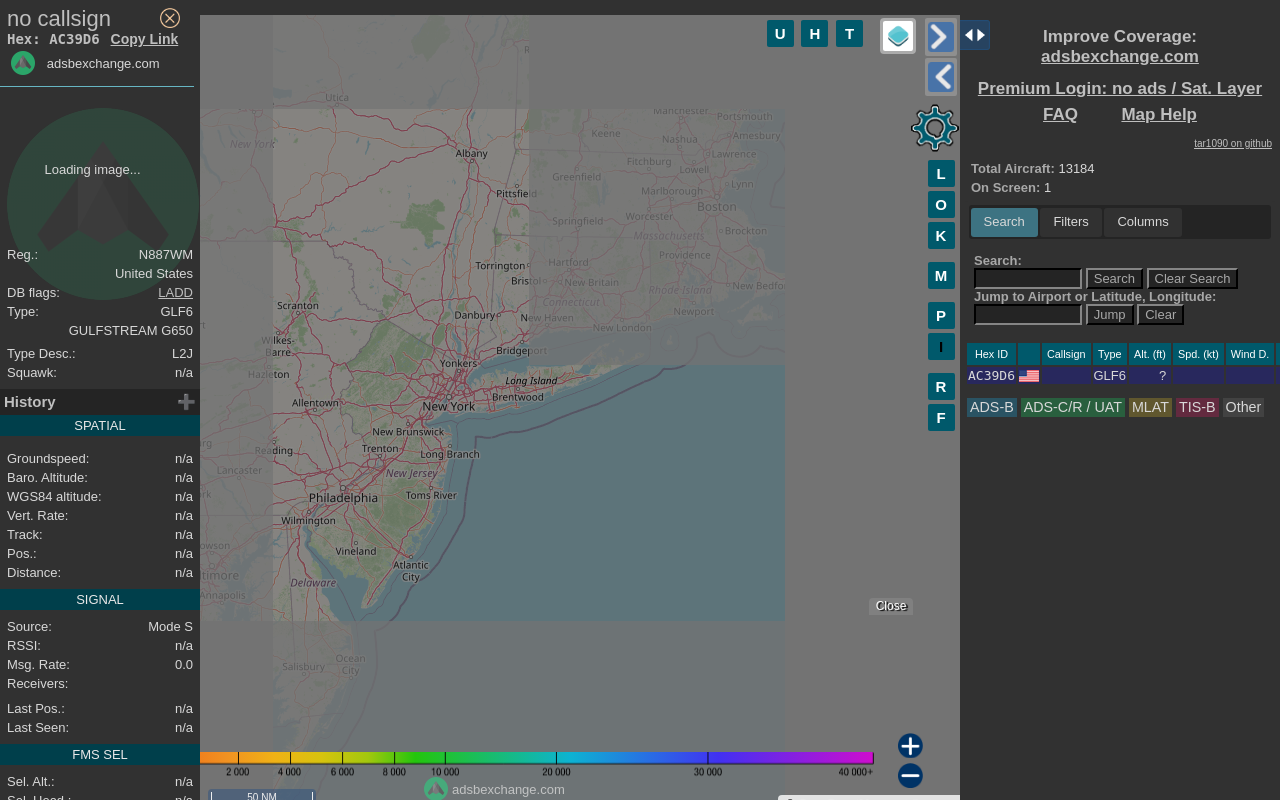 no callsign
Hex: AC39D6 Copy Link
adsbexchange.com
Loading image...
Reg.: N887WM
United States
DB flags: LADD
Type: GLF6
GULFSTREAM G650
Type Desc.: L2J
Squawk: n/a
History
SPATIAL
Groundspeed: n/a
Baro. Altitude: n/a
WGS84 altitude: n/a
Vert. Rate: n/a
Track: n/a
Pos.: n/a
Distance: n/a
SIGNAL
Source: Mode S
RSSI: n/a
Msg. Rate: 0.0
Receivers:
Last Pos.: n/a
Last Seen: n/a
FMS SEL
Sel. Alt.: n/a
U H T
L
O
K
M
P
I
R
F
Utica
New York
Albany
Pittsfield
Manchester
Portsmouth
Keene
Nashua
Amesbury
Fitchburg
Lowell
Lawrence
Greenfield
Marlborough
Lynn
Worcester
Boston
Springfield
Massachusetts
Brockton
Providence
Torrington
Hartford
Bristol
New Britain
Rhode Island
New Bedfo
Connecticut
Newport
Scranton
Danbury
New Haven
New London
Wilkes-
Barre
Bridgeport
Hazleton
Yonkers
Long Island
Brentwood
Allentown
New York
New Brunswick
Reading
Trenton
Long Branch
Lancaster
New Jersey
Philadelphia
Toms River
Wilmington
Vineland
Atlantic
City
Delaware
Annapolis
Salisbury
Ocean
City
Close
2 000 4 000 6 000 8 000 10 000 20 000 30 000 40 000+
adsbexchange.com
50 NM
Improve Coverage:
adsbexchange.com
Premium Login: no ads / Sat. Layer
FAQ Map Help
tar1090 on github
Total Aircraft: 13184
On Screen: 1
Search Filters Columns
Search:
Search Clear Search
Jump to Airport or Latitude, Longitude:
Jump Clear
Hex ID Callsign Type Alt. (ft) Spd. (kt) Wind D.
AC39D6 GLF6 ?
ADS-B ADS-C/R / UAT MLAT TIS-B Other